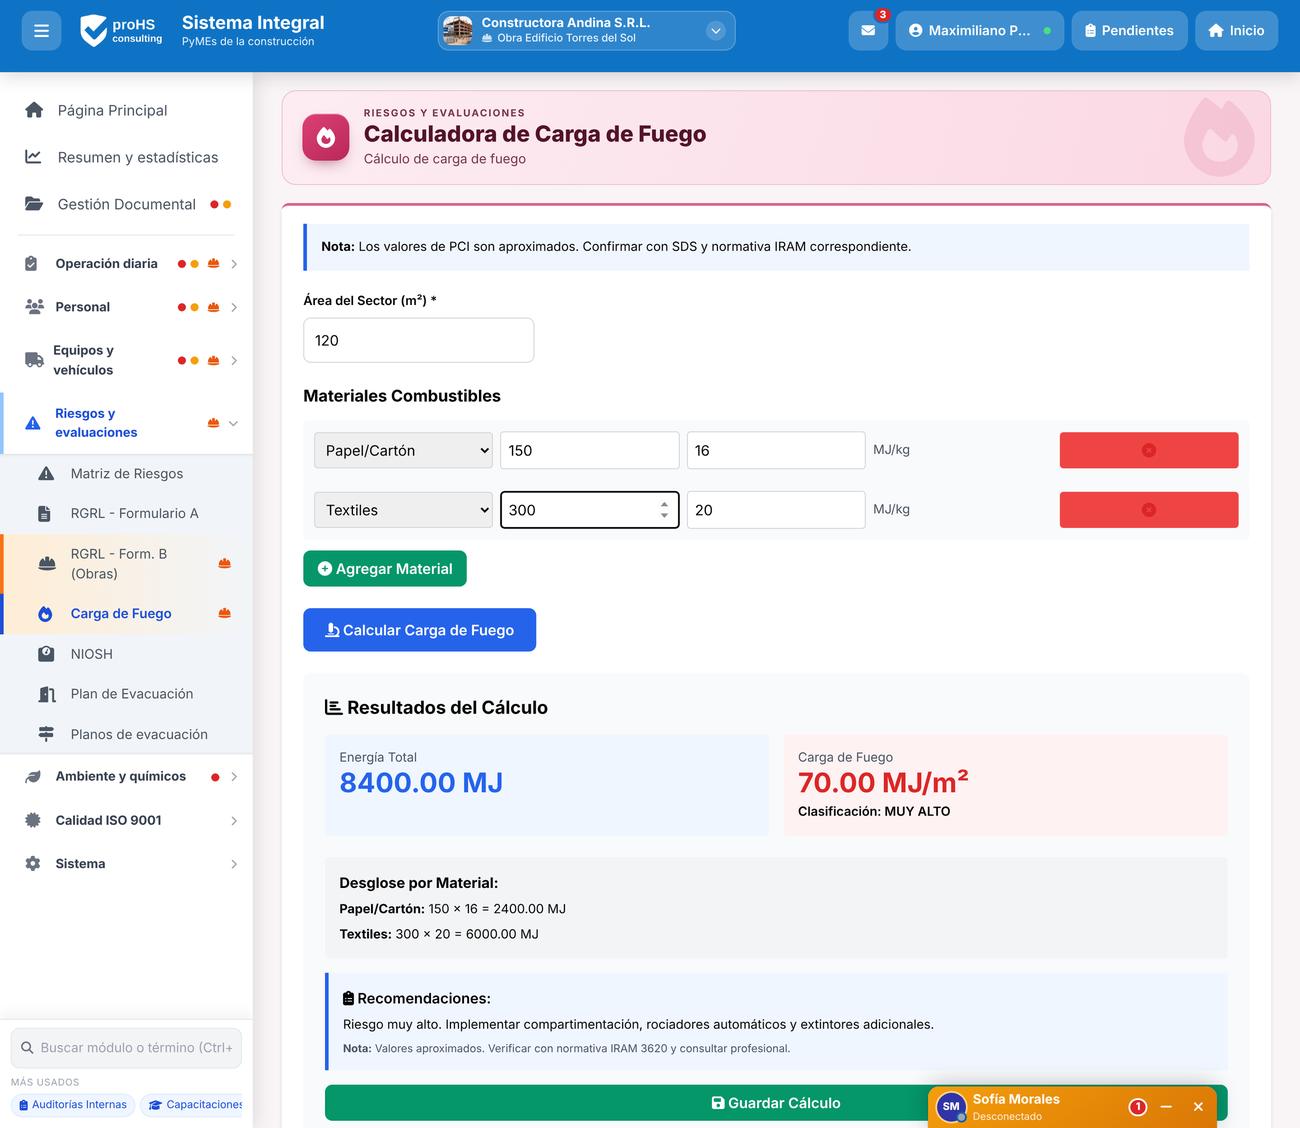 proHS
consulting
Sistema Integral
PyMEs de la construcción
Constructora Andina S.R.L.
Obra Edificio Torres del Sol
3
Maximiliano P...
Pendientes
Inicio
Página Principal
Resumen y estadísticas
Gestión Documental
Operación diaria
Personal
Equipos y
vehículos
Riesgos y
evaluaciones
Matriz de Riesgos
RGRL - Formulario A
RGRL - Form. B
(Obras)
Carga de Fuego
NIOSH
Plan de Evacuación
Planos de evacuación
Ambiente y químicos
Calidad ISO 9001
Sistema
Buscar módulo o término (Ctrl+
MÁS USADOS
Auditorías Internas
Capacitaciones
RIESGOS Y EVALUACIONES
Calculadora de Carga de Fuego
Cálculo de carga de fuego
Nota: Los valores de PCI son aproximados. Confirmar con SDS y normativa IRAM correspondiente.
Área del Sector (m²) *
120
Materiales Combustibles
Papel/Cartón 150 16 MJ/kg
Textiles 300 20 MJ/kg
Agregar Material
Calcular Carga de Fuego
Resultados del Cálculo
Energía Total
8400.00 MJ
Carga de Fuego
70.00 MJ/m²
Clasificación: MUY ALTO
Desglose por Material:
Papel/Cartón: 150 × 16 = 2400.00 MJ
Textiles: 300 × 20 = 6000.00 MJ
Recomendaciones:
Riesgo muy alto. Implementar compartimentación, rociadores automáticos y extintores adicionales.
Nota: Valores aproximados. Verificar con normativa IRAM 3620 y consultar profesional.
Guardar Cálculo
SM
Sofía Morales
Desconectado
1